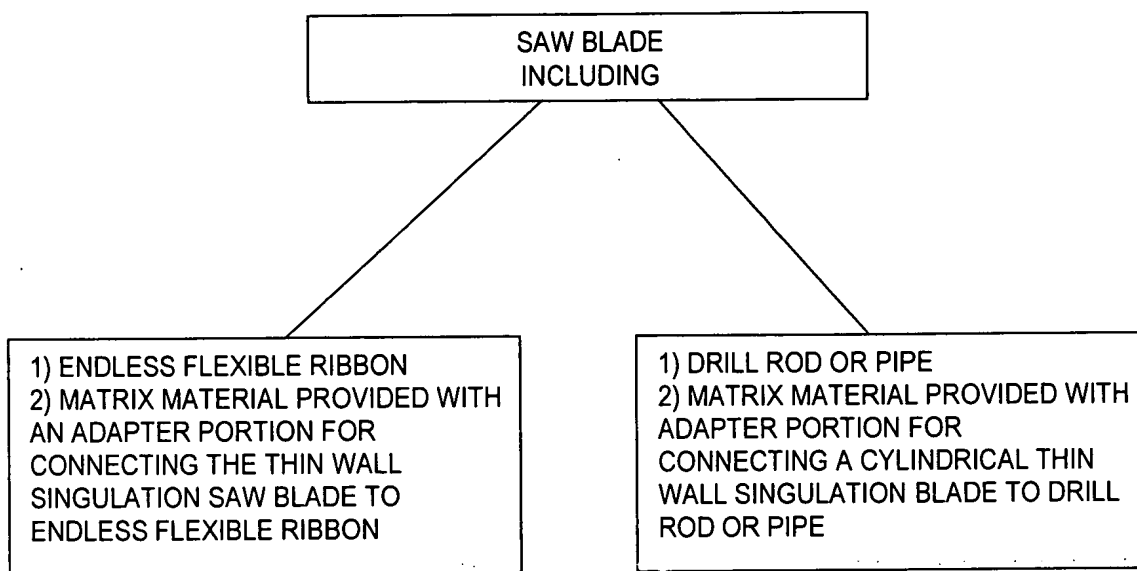 SAW BLADE
INCLUDING
1) ENDLESS FLEXIBLE RIBBON
2) MATRIX MATERIAL PROVIDED WITH
AN ADAPTER PORTION FOR
CONNECTING THE THIN WALL
SINGULATION SAW BLADE TO
ENDLESS FLEXIBLE RIBBON
1) DRILL ROD OR PIPE
2) MATRIX MATERIAL PROVIDED WITH
ADAPTER PORTION FOR
CONNECTING A CYLINDRICAL THIN
WALL SINGULATION BLADE TO DRILL
ROD OR PIPE